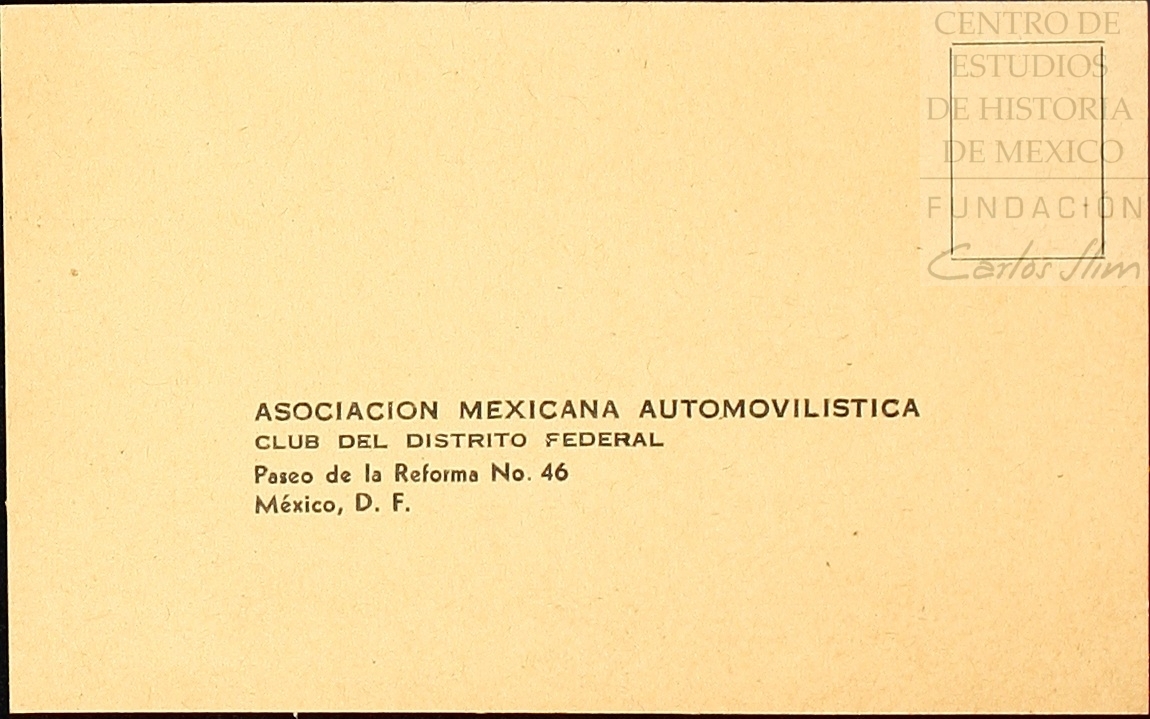 CENTRO DE
ESTUDIOS
DE HISTORIA
DE MEXICO
FUNDACIÓN
Carlos Slim
ASOCIACION MEXICANA AUTOMOVILISTICA
CLUB DEL DISTRITO FEDERAL
Paseo de la Reforma No. 46
México, D. F.